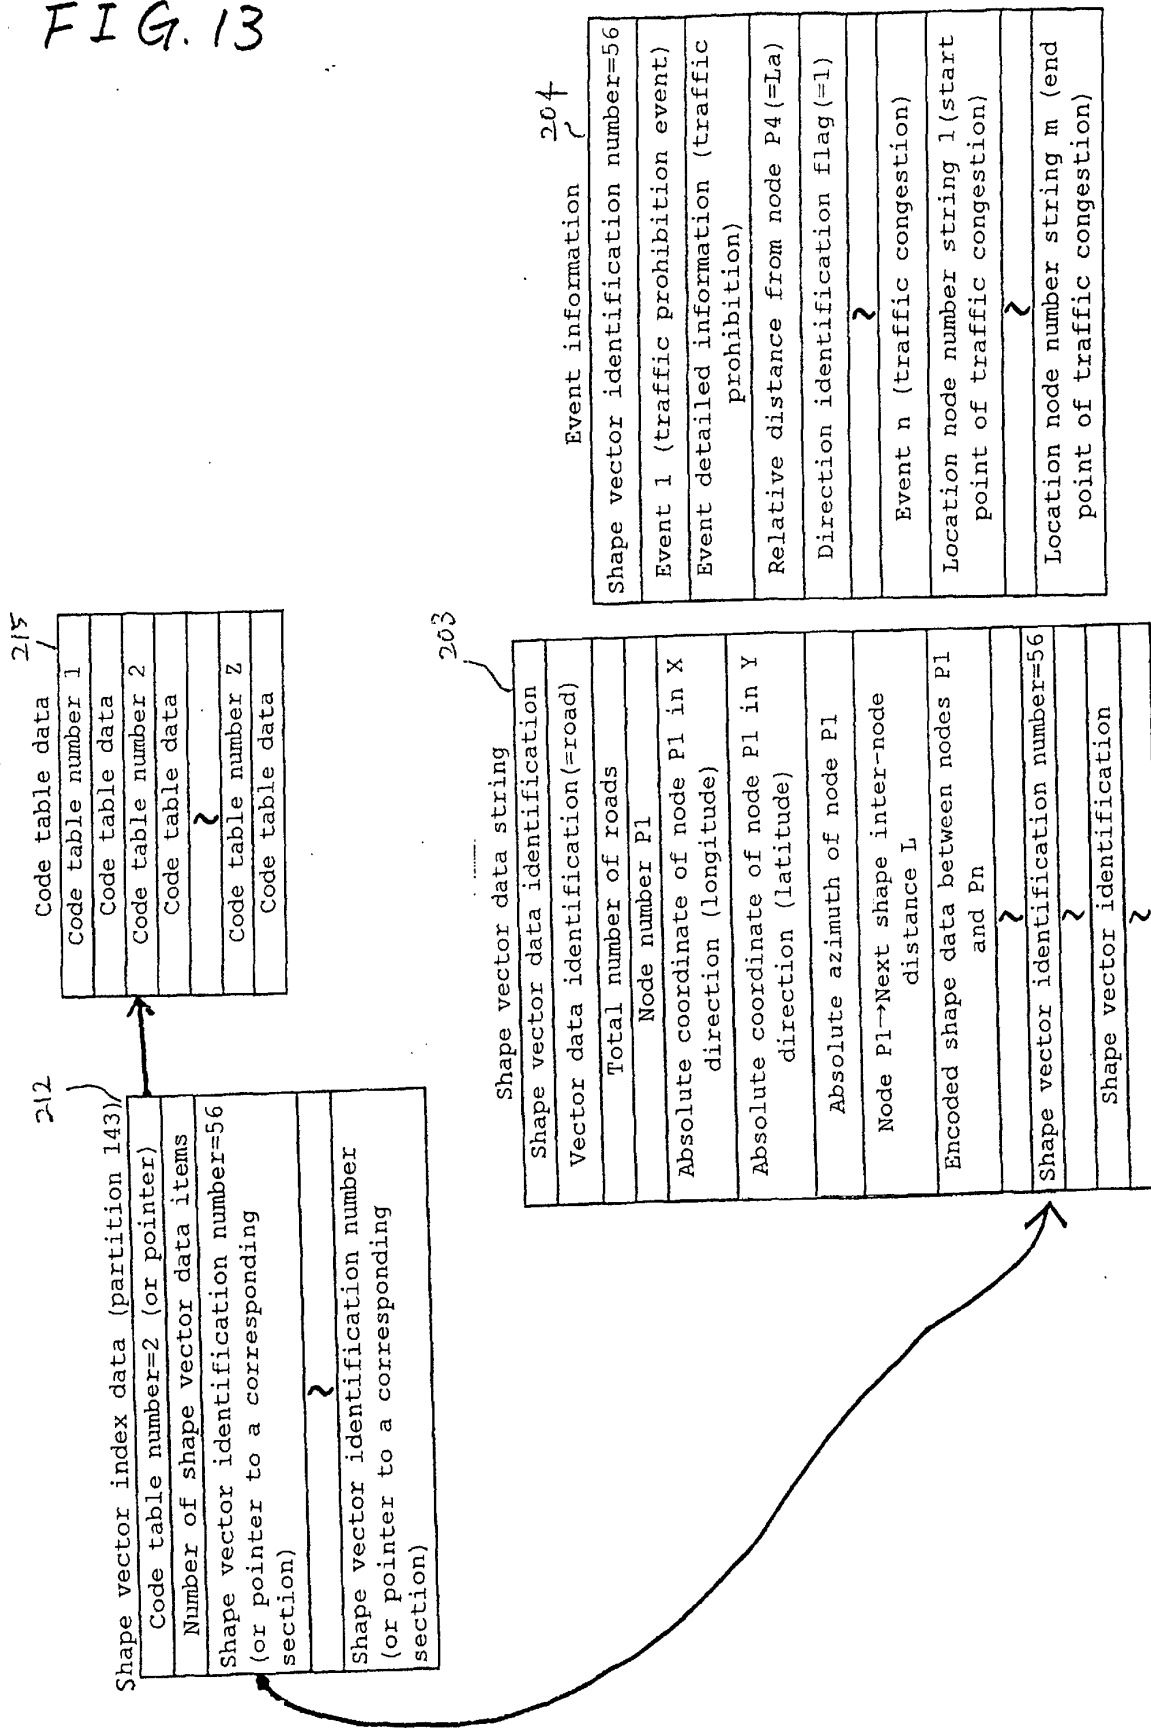 FIG. 13
212
Shape vector index data (partition 143)
Code table number=2 (or pointer)
Number of shape vector data items
Shape vector identification number=56
(or pointer to a corresponding
section)
~
Shape vector identification number
(or pointer to a corresponding
section)
Code table data
215
Code table number 1
Code table data
Code table number 2
Code table data
~
Code table number Z
Code table data
Shape vector data string
203
Shape vector data identification
Vector data identification(=road)
Total number of roads
Node number P1
Absolute coordinate of node P1 in X
direction (longitude)
Absolute coordinate of node P1 in Y
direction (latitude)
Absolute azimuth of node P1
Node P1→Next shape inter-node
distance L
Encoded shape data between nodes P1
and Pn
~
Shape vector identification number=56
~
Shape vector identification
~
Event information
204
Shape vector identification number=56
Event 1 (traffic prohibition event)
Event detailed information (traffic
prohibition)
Relative distance from node P4(=La)
Direction identification flag(=1)
~
Event n (traffic congestion)
Location node number string 1(start
point of traffic congestion)
~
Location node number string m (end
point of traffic congestion)